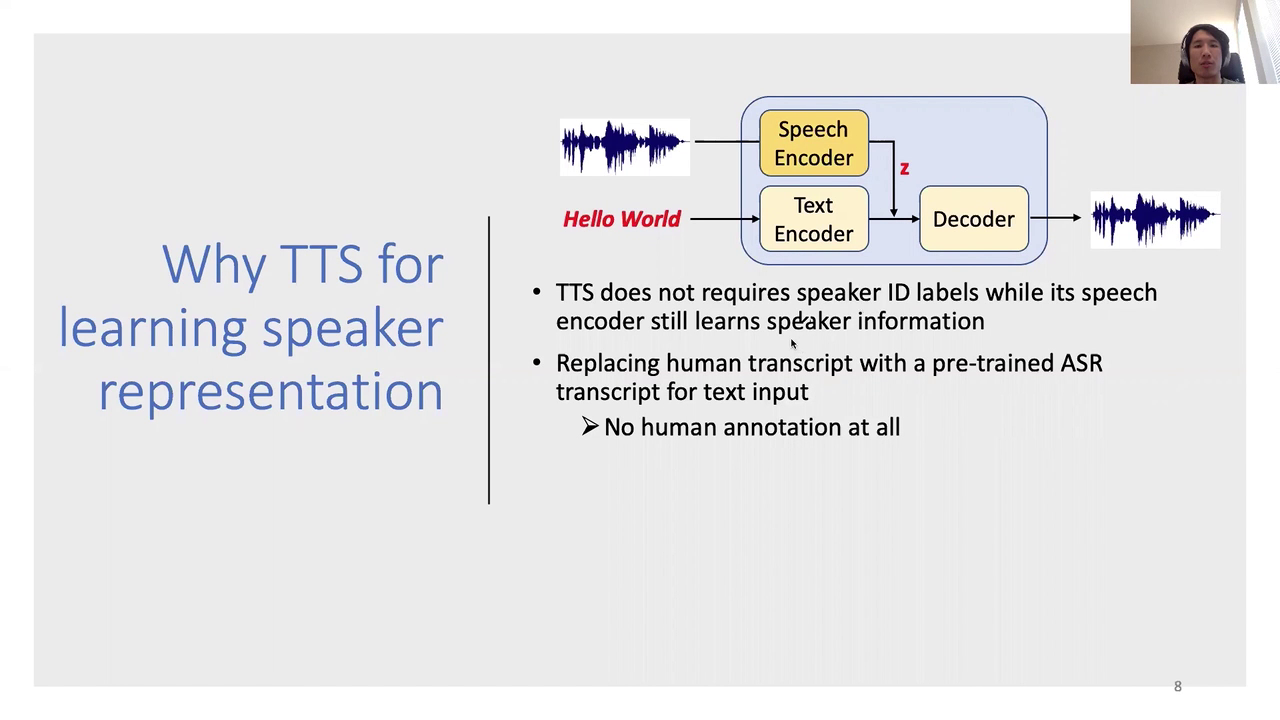 Why TTS for
learning speaker
representation
Speech
Encoder
z
Hello World
Text
Encoder
Decoder
• TTS does not requires speaker ID labels while its speech
encoder still learns speaker information
• Replacing human transcript with a pre-trained ASR
transcript for text input
➢ No human annotation at all
8